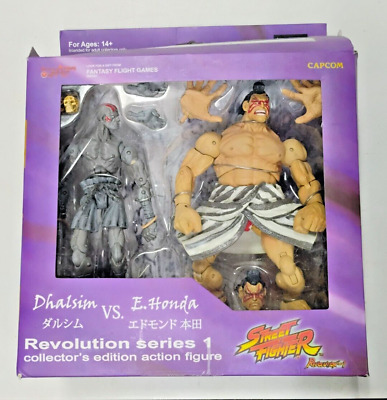 For Ages: 14+
FANTASY FLIGHT GAMES
CAPCOM
Dhalsim
VS.
E.Honda
ダルシム
エドモンド 本田
Revolution series 1
collector's edition action figure
STREET FIGHTER